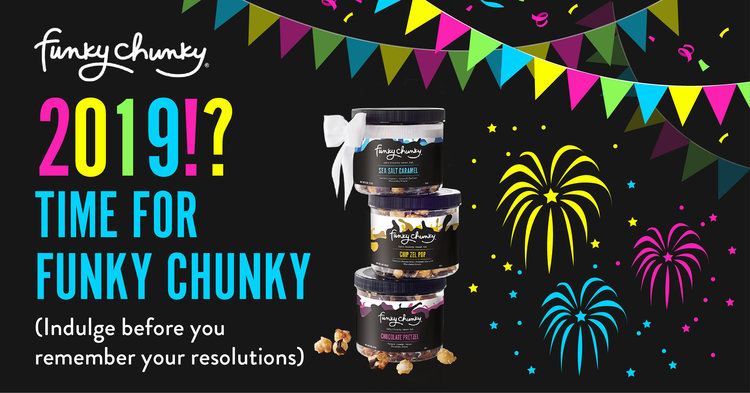 funky chunky®
2019!?
TIME FOR
FUNKY CHUNKY
(Indulge before you
remember your resolutions)
funky chunky
SEA SALT CARAMEL
funky chunky
CHIP ZEL POP
funky chunky
CHOCOLATE PRETZEL